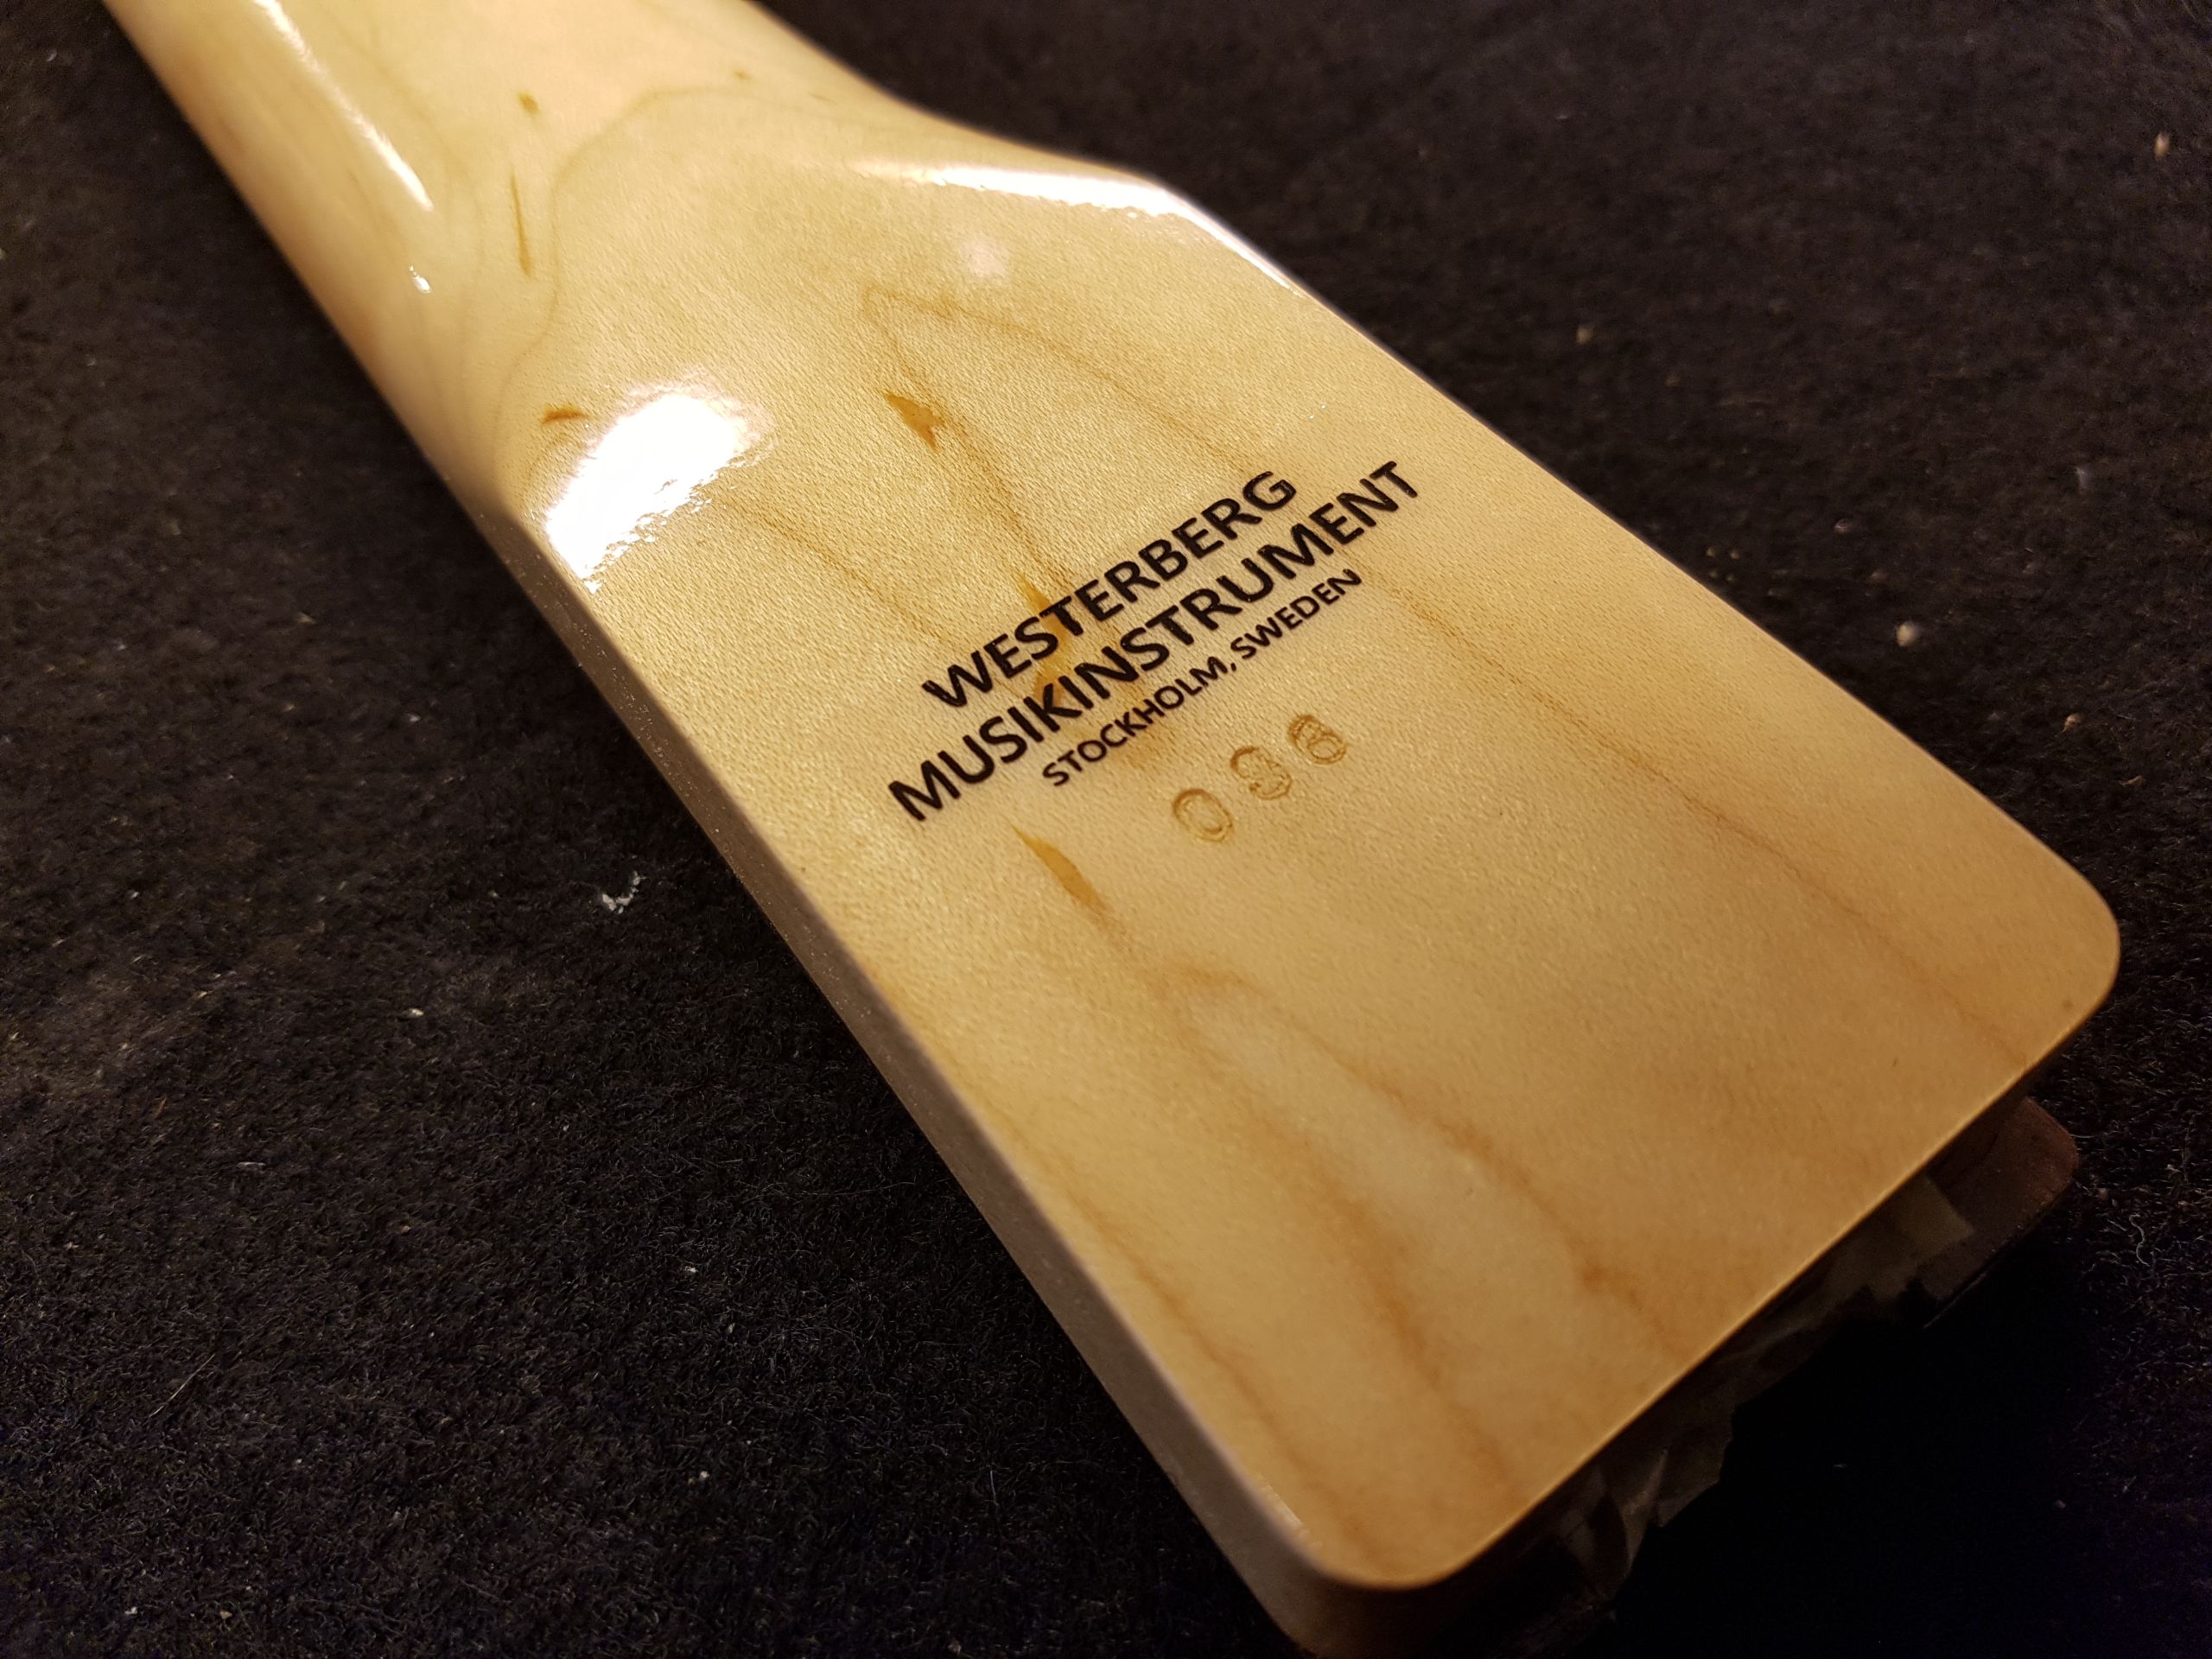 WESTERBERG
MUSIKINSTRUMENT
STOCKHOLM, SWEDEN
036